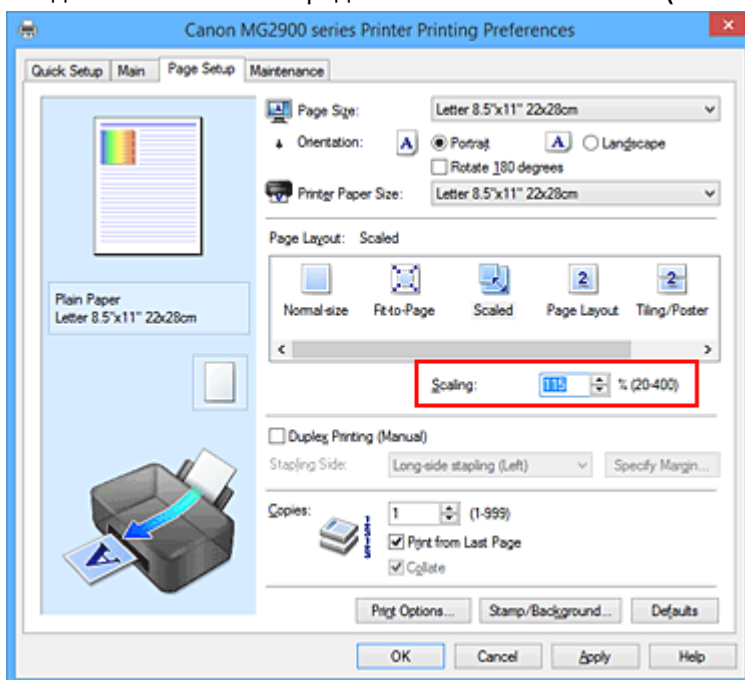 Canon MG2900 series Printer Printing Preferences
Quick Setup Main Page Setup Maintenance
Page Size: Letter 8.5"x11" 22x28cm
Orientation: A Portrait A Landscape
Rotate 180 degrees
Printer Paper Size: Letter 8.5"x11" 22x28cm
Page Layout: Scaled
Normal-size Fit-to-Page Scaled Page Layout Tiling/Poster
Plain Paper
Letter 8.5"x11" 22x28cm
Scaling: 115 % (20-400)
Duplex Printing (Manual)
Stapling Side: Long-side stapling (Left) Specify Margin...
Copies: 1 (1-999)
Print from Last Page
Collate
Print Options... Stamp/Background... Defaults
OK Cancel Apply Help